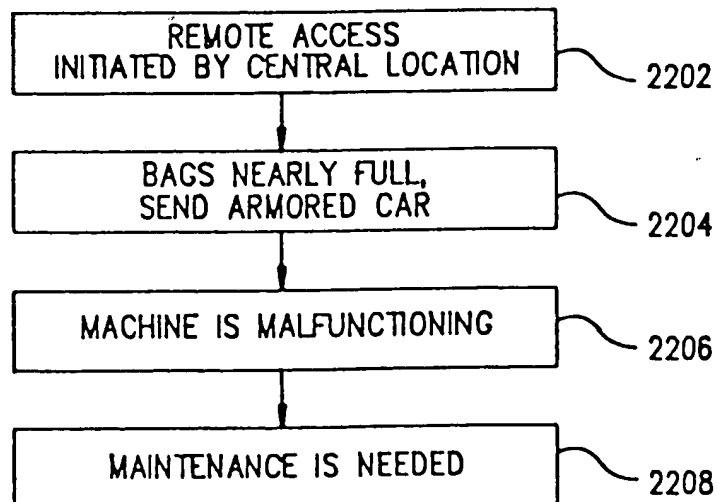 REMOTE ACCESS
INITIATED BY CENTRAL LOCATION
2202
BAGS NEARLY FULL,
SEND ARMORED CAR
2204
MACHINE IS MALFUNCTIONING
2206
MAINTENANCE IS NEEDED
2208